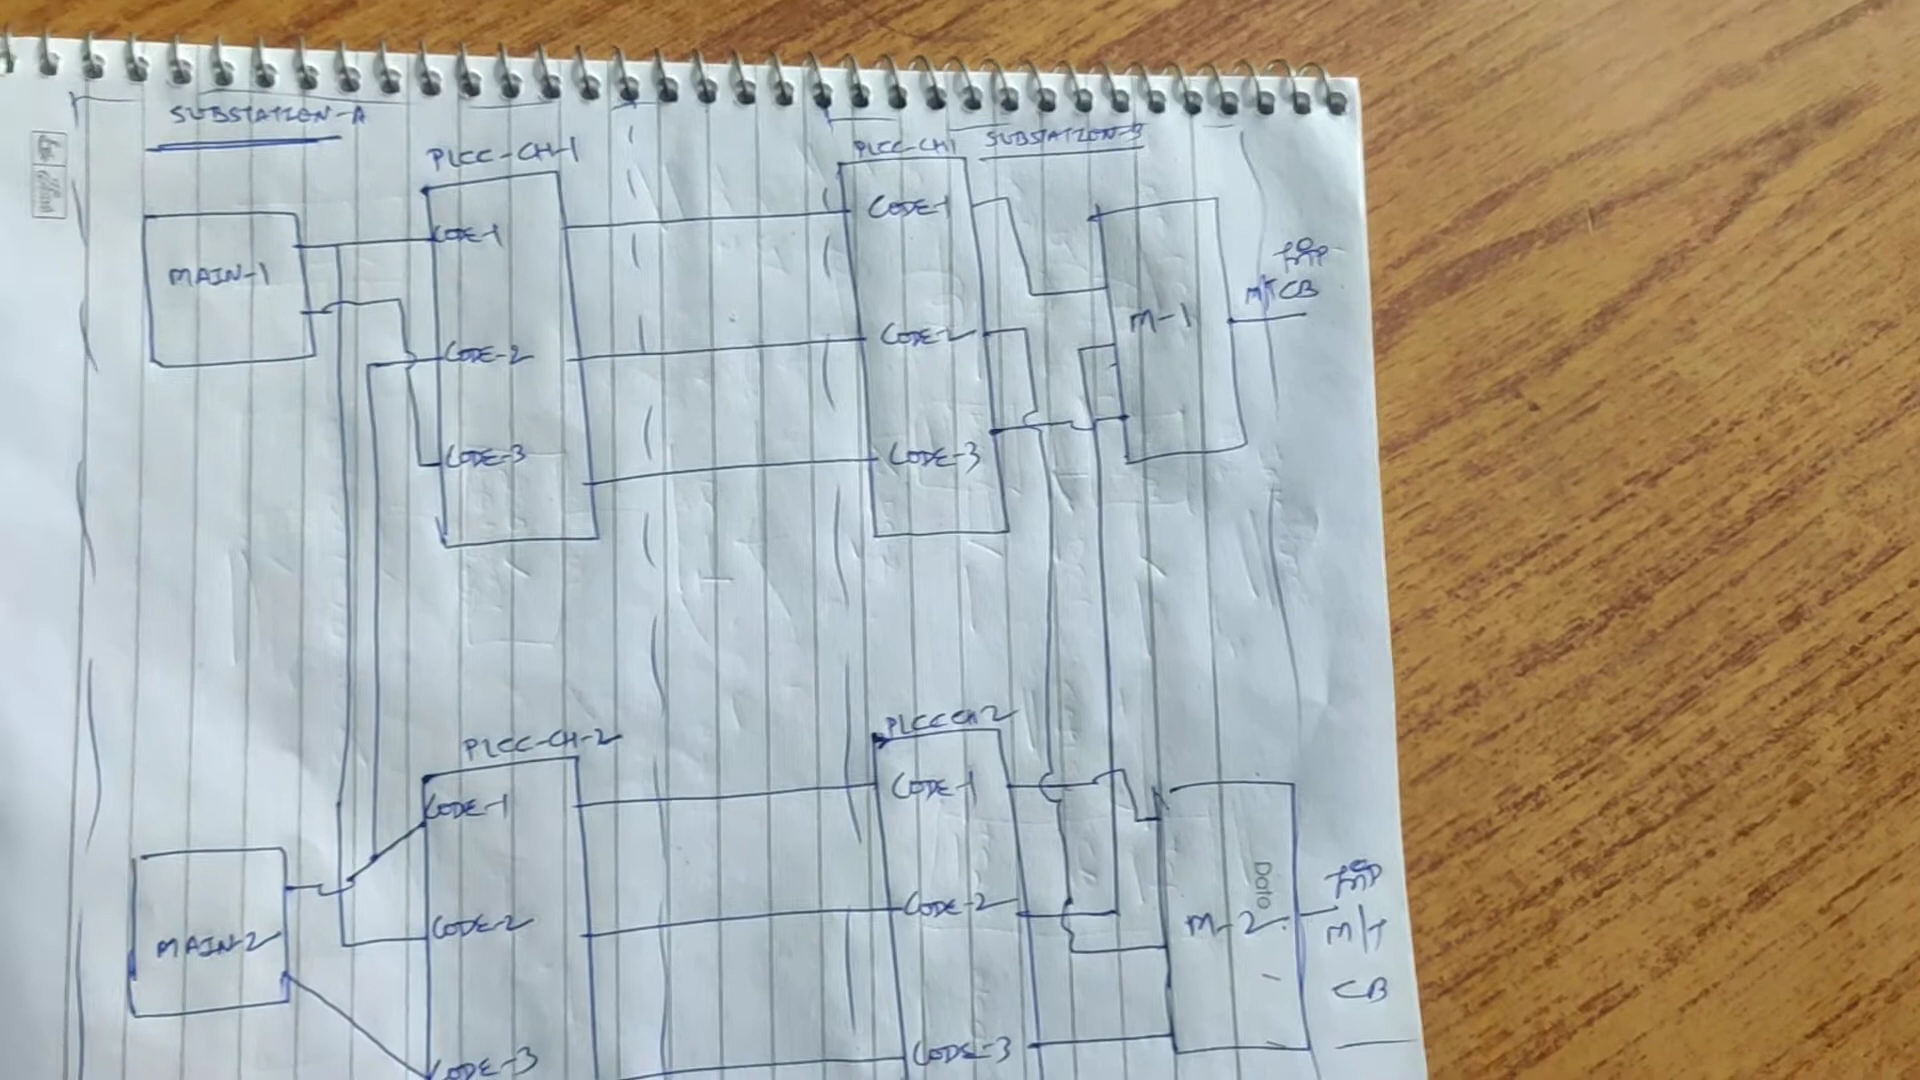 SUBSTATION-A
PLCC-CH-1
PLCC-CH1
SUBSTATION-B
MAIN-1
CODE-1
CODE-2
CODE-3
CODE-1
CODE-2
CODE-3
M-1
TRIP
M/T CB
PLCC-CH-2
PLCC CH2
MAIN-2
CODE-1
CODE-2
CODE-3
CODE-1
CODE-2
CODE-3
Date
M-2
TRIP
M/T
CB